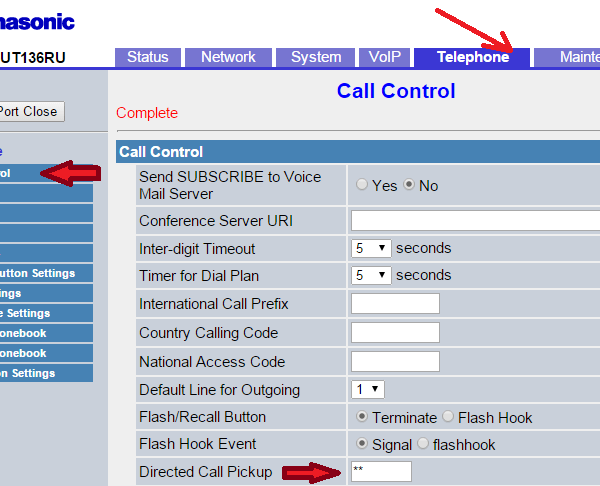 nasonic
UT136RU
Status Network System VoIP Telephone Mainte
Call Control
Port Close
Complete
Call Control
Send SUBSCRIBE to Voice
Mail Server
Yes No
Conference Server URI
Inter-digit Timeout 5 seconds
Timer for Dial Plan 5 seconds
International Call Prefix
Country Calling Code
National Access Code
Default Line for Outgoing 1
Flash/Recall Button Terminate Flash Hook
Flash Hook Event Signal flashhook
Directed Call Pickup **
e
rol
utton Settings
ings
e Settings
onebook
onebook
on Settings